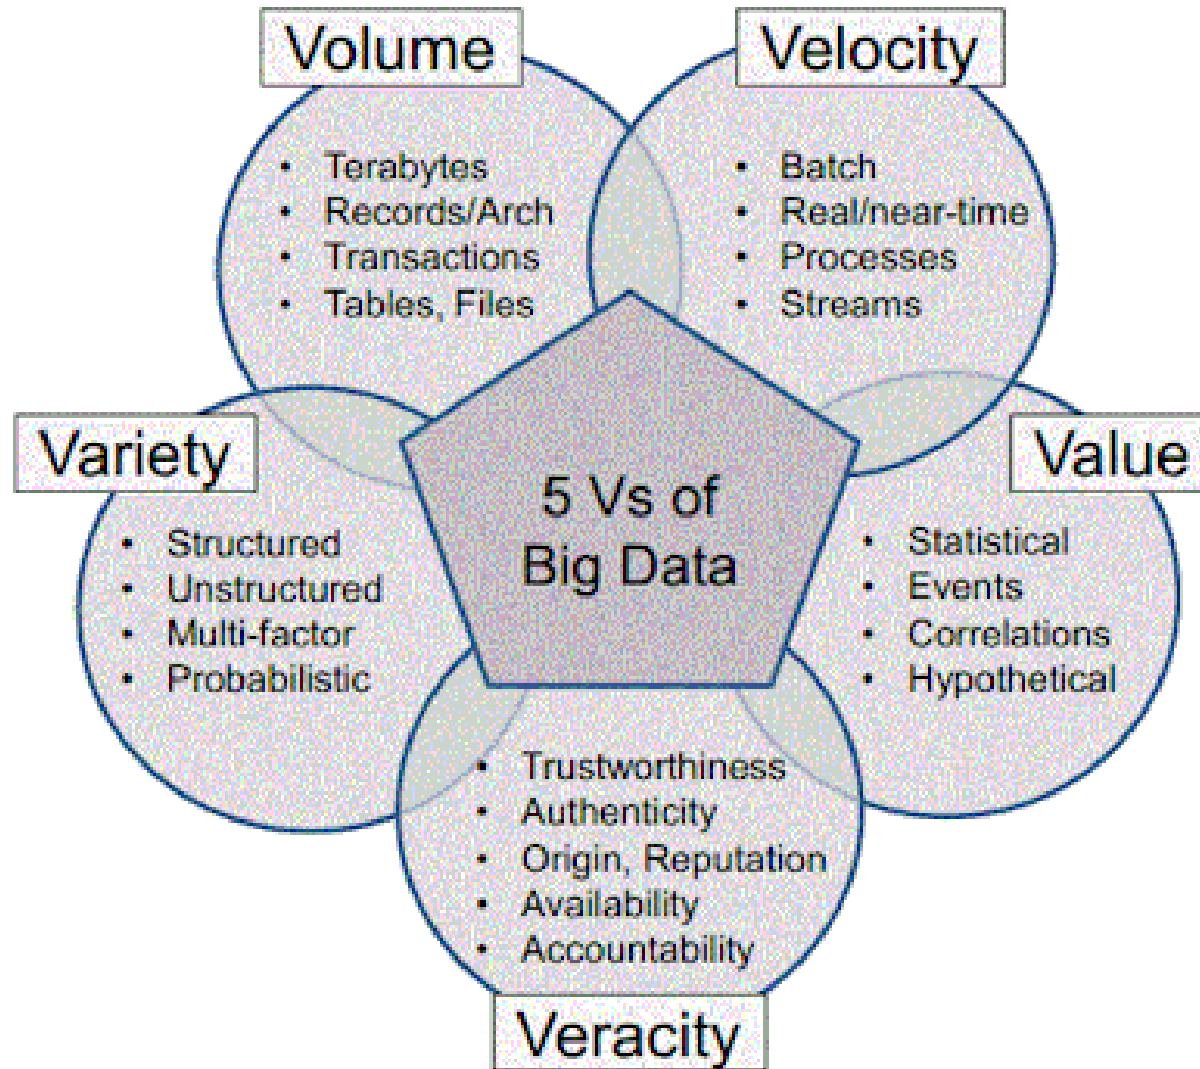 Volume
• Terabytes
• Records/Arch
• Transactions
• Tables, Files
Velocity
• Batch
• Real/near-time
• Processes
• Streams
Variety
• Structured
• Unstructured
• Multi-factor
• Probabilistic
5 Vs of
Big Data
Value
• Statistical
• Events
• Correlations
• Hypothetical
• Trustworthiness
• Authenticity
• Origin, Reputation
• Availability
• Accountability
Veracity